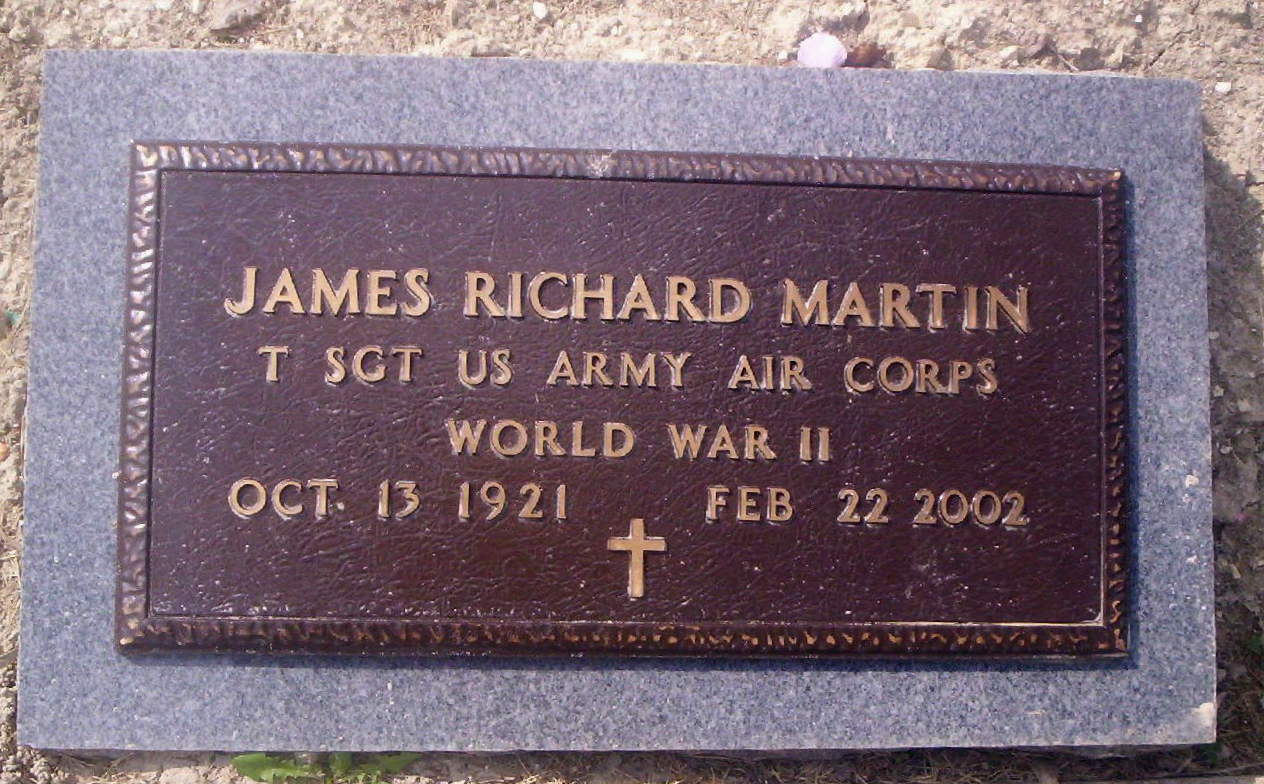 JAMES RICHARD MARTIN
T SGT US ARMY AIR CORPS
WORLD WAR II
OCT. 13 1921 FEB 22 2002